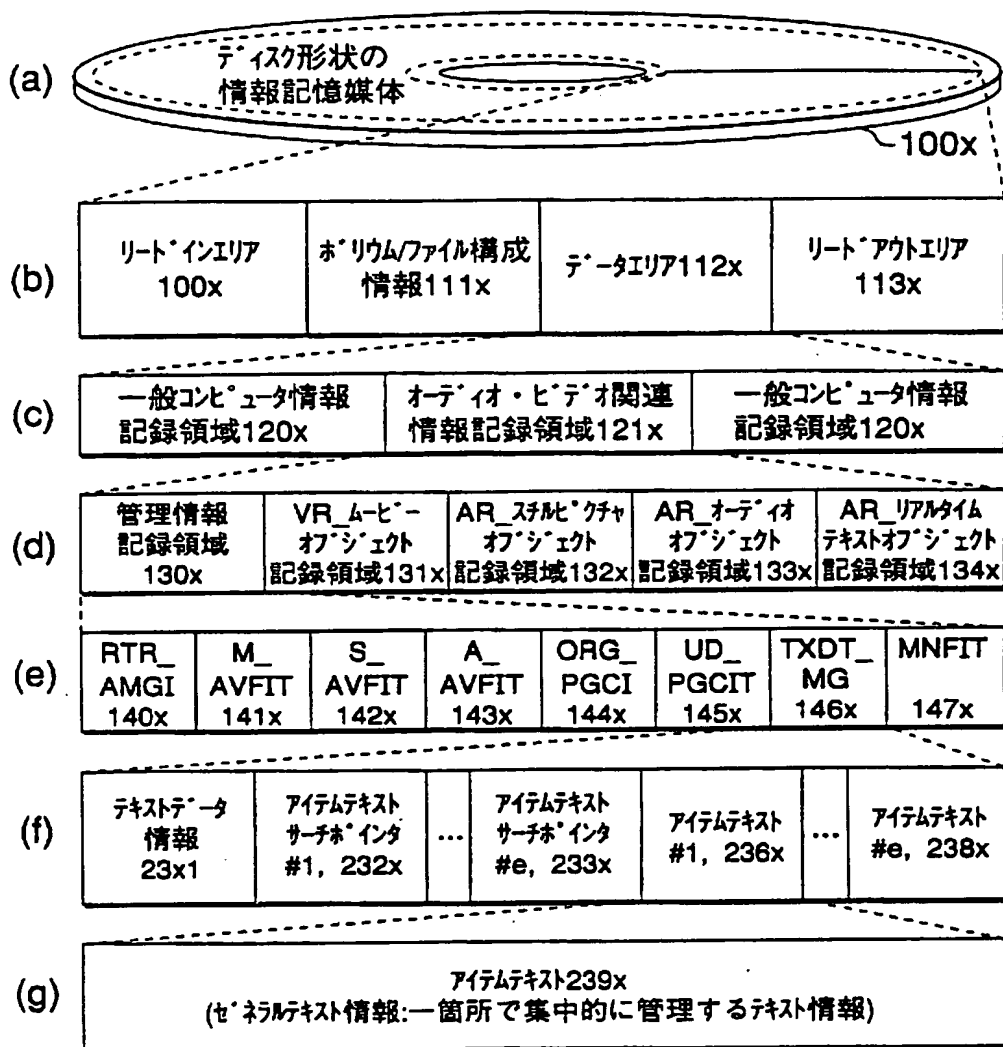 (a)
ディスク形状の
情報記憶媒体
100x
(b)
リードインエリア
100x
ボリウム/ファイル構成
情報111x
データエリア112x
リードアウトエリア
113x
(c)
一般コンピュータ情報
記録領域120x
オーディオ・ビデオ関連
情報記録領域121x
一般コンピュータ情報
記録領域120x
(d)
管理情報
記録領域
130x
VR_ムービー
オブジェクト
記録領域131x
AR_スチルピクチャ
オブジェクト
記録領域132x
AR_オーディオ
オブジェクト
記録領域133x
AR_リアルタイム
テキストオブジェクト
記録領域134x
(e)
RTR_
AMGI
140x
M_
AVFIT
141x
S_
AVFIT
142x
A_
AVFIT
143x
ORG_
PGCI
144x
UD_
PGCIT
145x
TXDT_
MG
146x
MNFIT
147x
(f)
テキストデータ
情報
23x1
アイテムテキスト
サーチポインタ
#1, 232x
...
アイテムテキスト
サーチポインタ
#e, 233x
アイテムテキスト
#1, 236x
...
アイテムテキスト
#e, 238x
(g)
アイテムテキスト239x
(ゼネラルテキスト情報:一箇所で集中的に管理するテキスト情報)